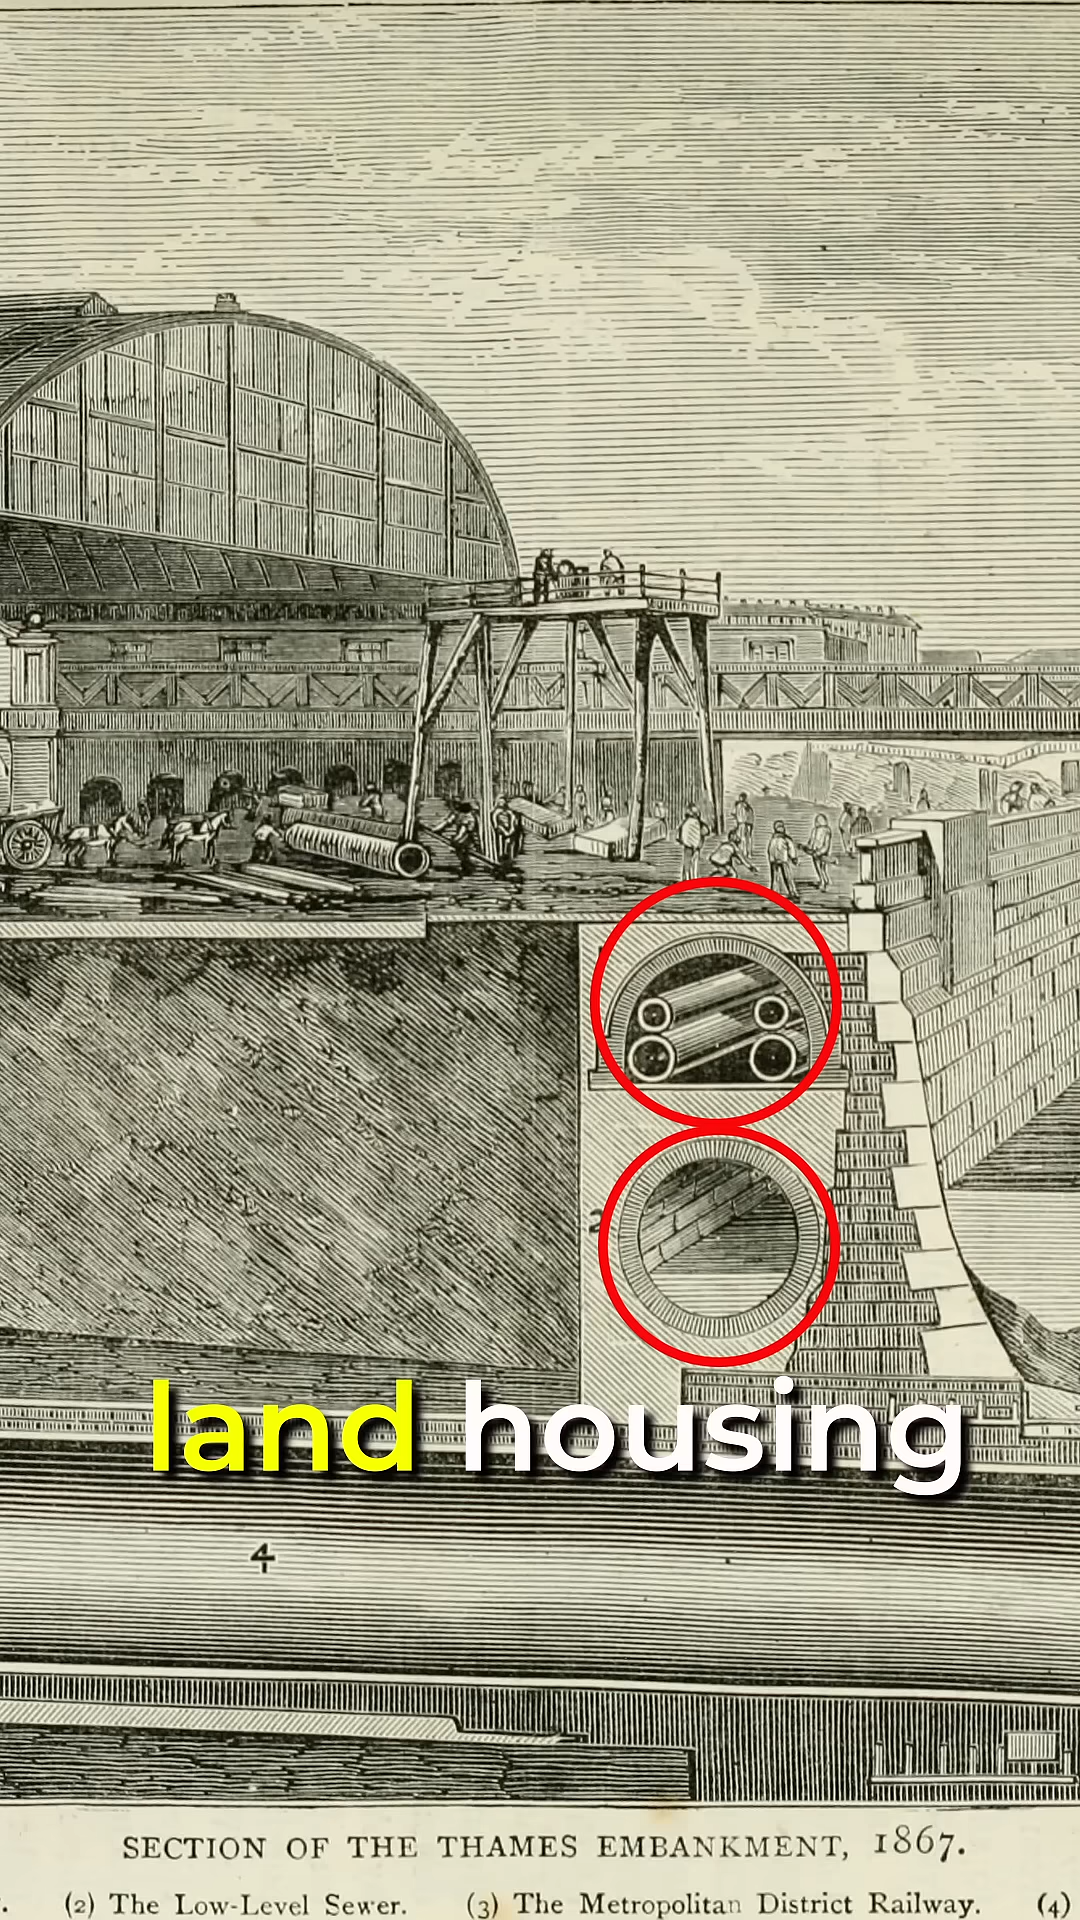 2
land housing
4
SECTION OF THE THAMES EMBANKMENT, 1867.
(2) The Low-Level Sewer. (3) The Metropolitan District Railway. (4)